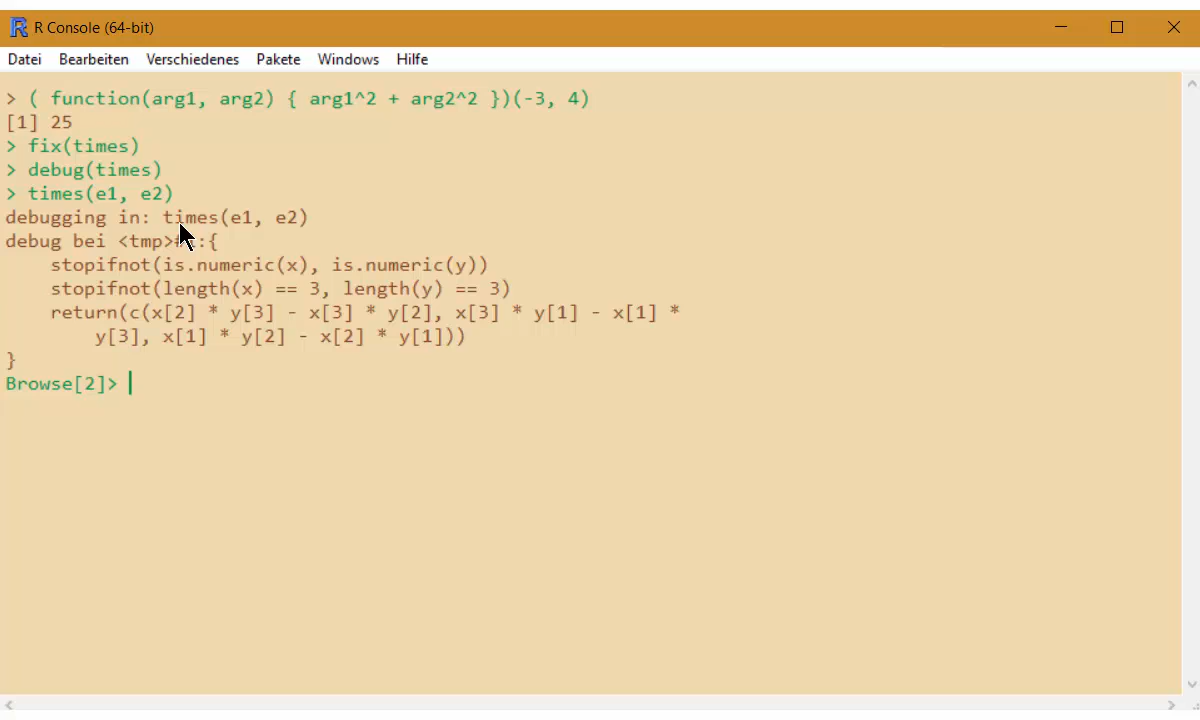 R Console (64-bit)
Datei Bearbeiten Verschiedenes Pakete Windows Hilfe
> ( function(arg1, arg2) { arg1^2 + arg2^2 })(-3, 4)
[1] 25
> fix(times)
> debug(times)
> times(e1, e2)
debugging in: times(e1, e2)
debug bei <tmp>:{
    stopifnot(is.numeric(x), is.numeric(y))
    stopifnot(length(x) == 3, length(y) == 3)
    return(c(x[2] * y[3] - x[3] * y[2], x[3] * y[1] - x[1] *
        y[3], x[1] * y[2] - x[2] * y[1]))
}
Browse[2]>